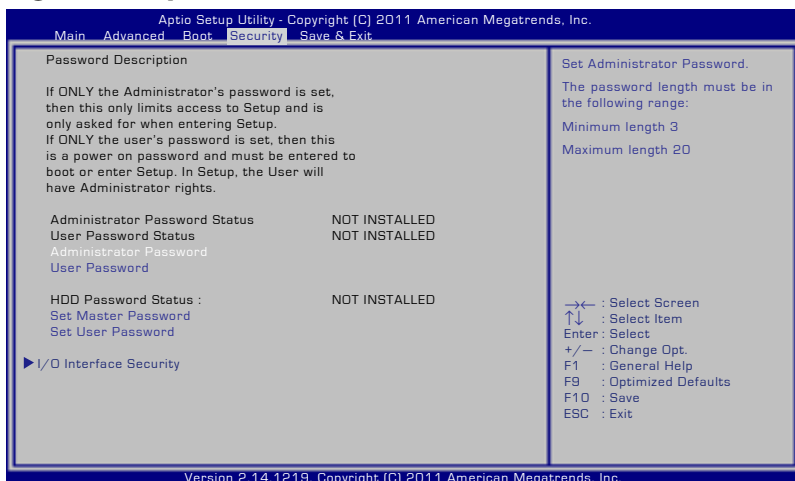 Aptio Setup Utility - Copyright (C) 2011 American Megatrends, Inc.
Main Advanced Boot Security Save & Exit
Password Description
If ONLY the Administrator's password is set,
then this only limits access to Setup and is
only asked for when entering Setup.
If ONLY the user's password is set, then this
is a power on password and must be entered to
boot or enter Setup. In Setup, the User will
have Administrator rights.
Administrator Password Status NOT INSTALLED
User Password Status NOT INSTALLED
Administrator Password
User Password
HDD Password Status : NOT INSTALLED
Set Master Password
Set User Password
▶I/O Interface Security
Set Administrator Password.
The password length must be in
the following range:
Minimum length 3
Maximum length 20
→← : Select Screen
↑↓ : Select Item
Enter : Select
+/— : Change Opt.
F1 : General Help
F9 : Optimized Defaults
F10 : Save
ESC : Exit
Version 2.14.1219. Copyright (C) 2011 American Megatrends, Inc.